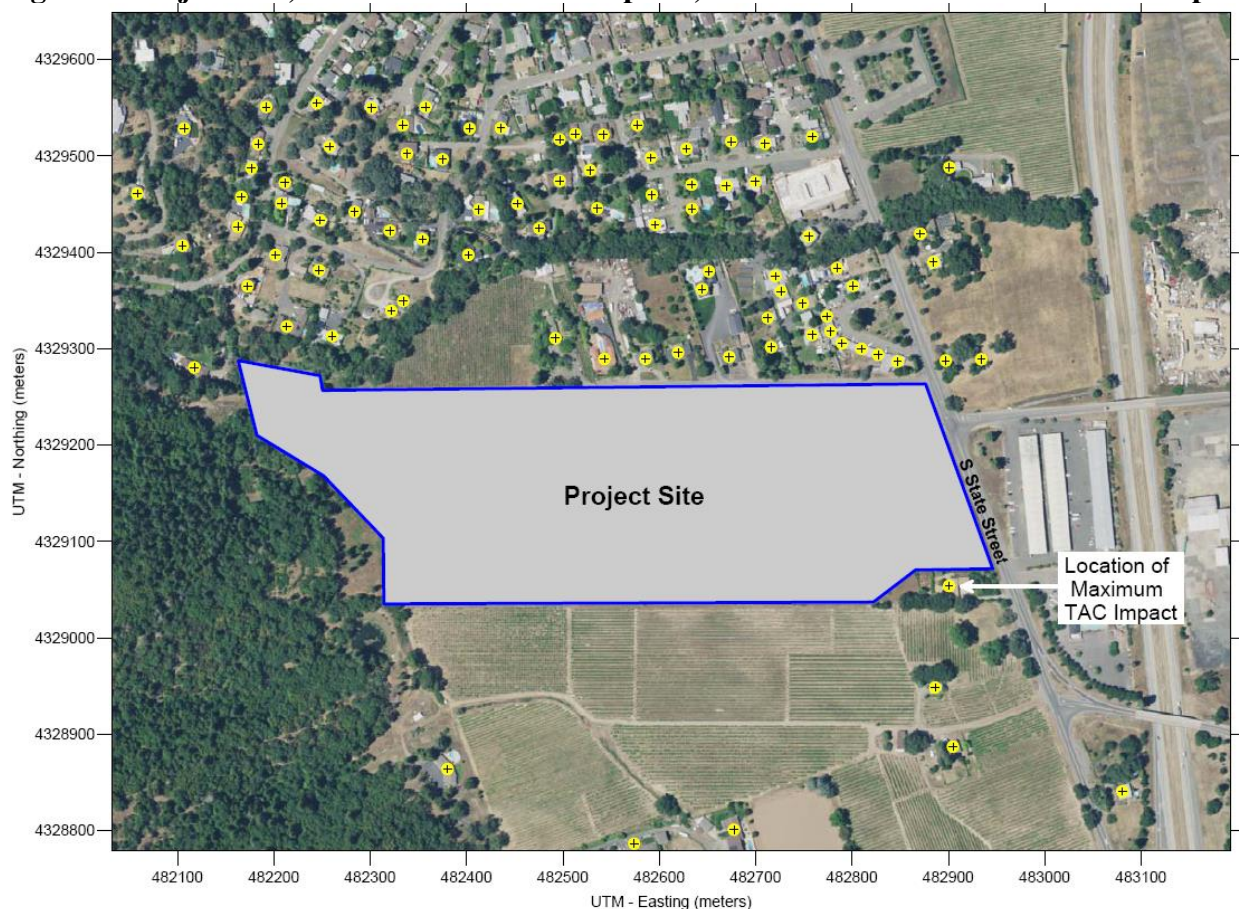 4329600
4329500
4329400
4329300
4329200
4329100
4329000
4328900
4328800
UTM - Northing (meters)
Project Site
S State Street
Location of
Maximum
TAC Impact
482100 482200 482300 482400 482500 482600 482700 482800 482900 483000 483100
UTM - Easting (meters)